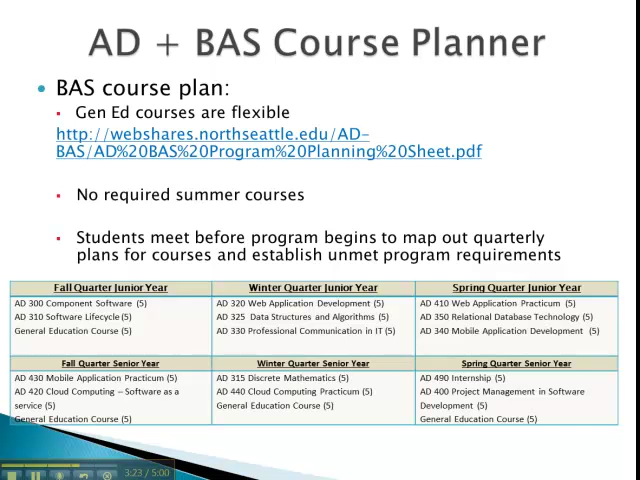 AD + BAS Course Planner
BAS course plan:
Gen Ed courses are flexible
http://webshares.northseattle.edu/AD-
BAS/AD%20BAS%20Program%20Planning%20Sheet.pdf
No required summer courses
Students meet before program begins to map out quarterly
plans for courses and establish unmet program requirements
Fall Quarter Junior Year
AD 300 Component Software (5)
AD 310 Software Lifecycle (5)
General Education Course (5)
Winter Quarter Junior Year
AD 320 Web Application Development (5)
AD 325 Data Structures and Algorithms (5)
AD 330 Professional Communication in IT (5)
Spring Quarter Junior Year
AD 410 Web Application Practicum (5)
AD 350 Relational Database Technology (5)
AD 340 Mobile Application Development (5)
Fall Quarter Senior Year
AD 430 Mobile Application Practicum (5)
AD 420 Cloud Computing – Software as a
service (5)
General Education Course (5)
Winter Quarter Senior Year
AD 315 Discrete Mathematics (5)
AD 440 Cloud Computing Practicum (5)
General Education Course (5)
Spring Quarter Senior Year
AD 490 Internship (5)
AD 400 Project Management in Software
Development (5)
General Education Course (5)
3:23 / 5:00